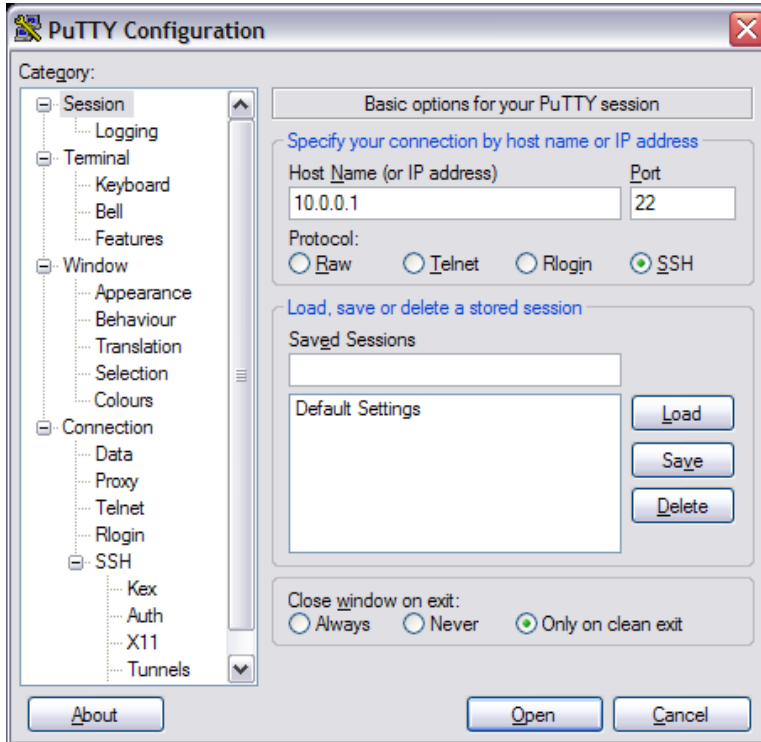 PuTTY Configuration
Category:
Session
Logging
Terminal
Keyboard
Bell
Features
Window
Appearance
Behaviour
Translation
Selection
Colours
Connection
Data
Proxy
Telnet
Rlogin
SSH
Kex
Auth
X11
Tunnels
Basic options for your PuTTY session
Specify your connection by host name or IP address
Host Name (or IP address) Port
10.0.0.1 22
Protocol:
Raw Telnet Rlogin SSH
Load, save or delete a stored session
Saved Sessions
Default Settings
Load
Save
Delete
Close window on exit:
Always Never Only on clean exit
About Open Cancel